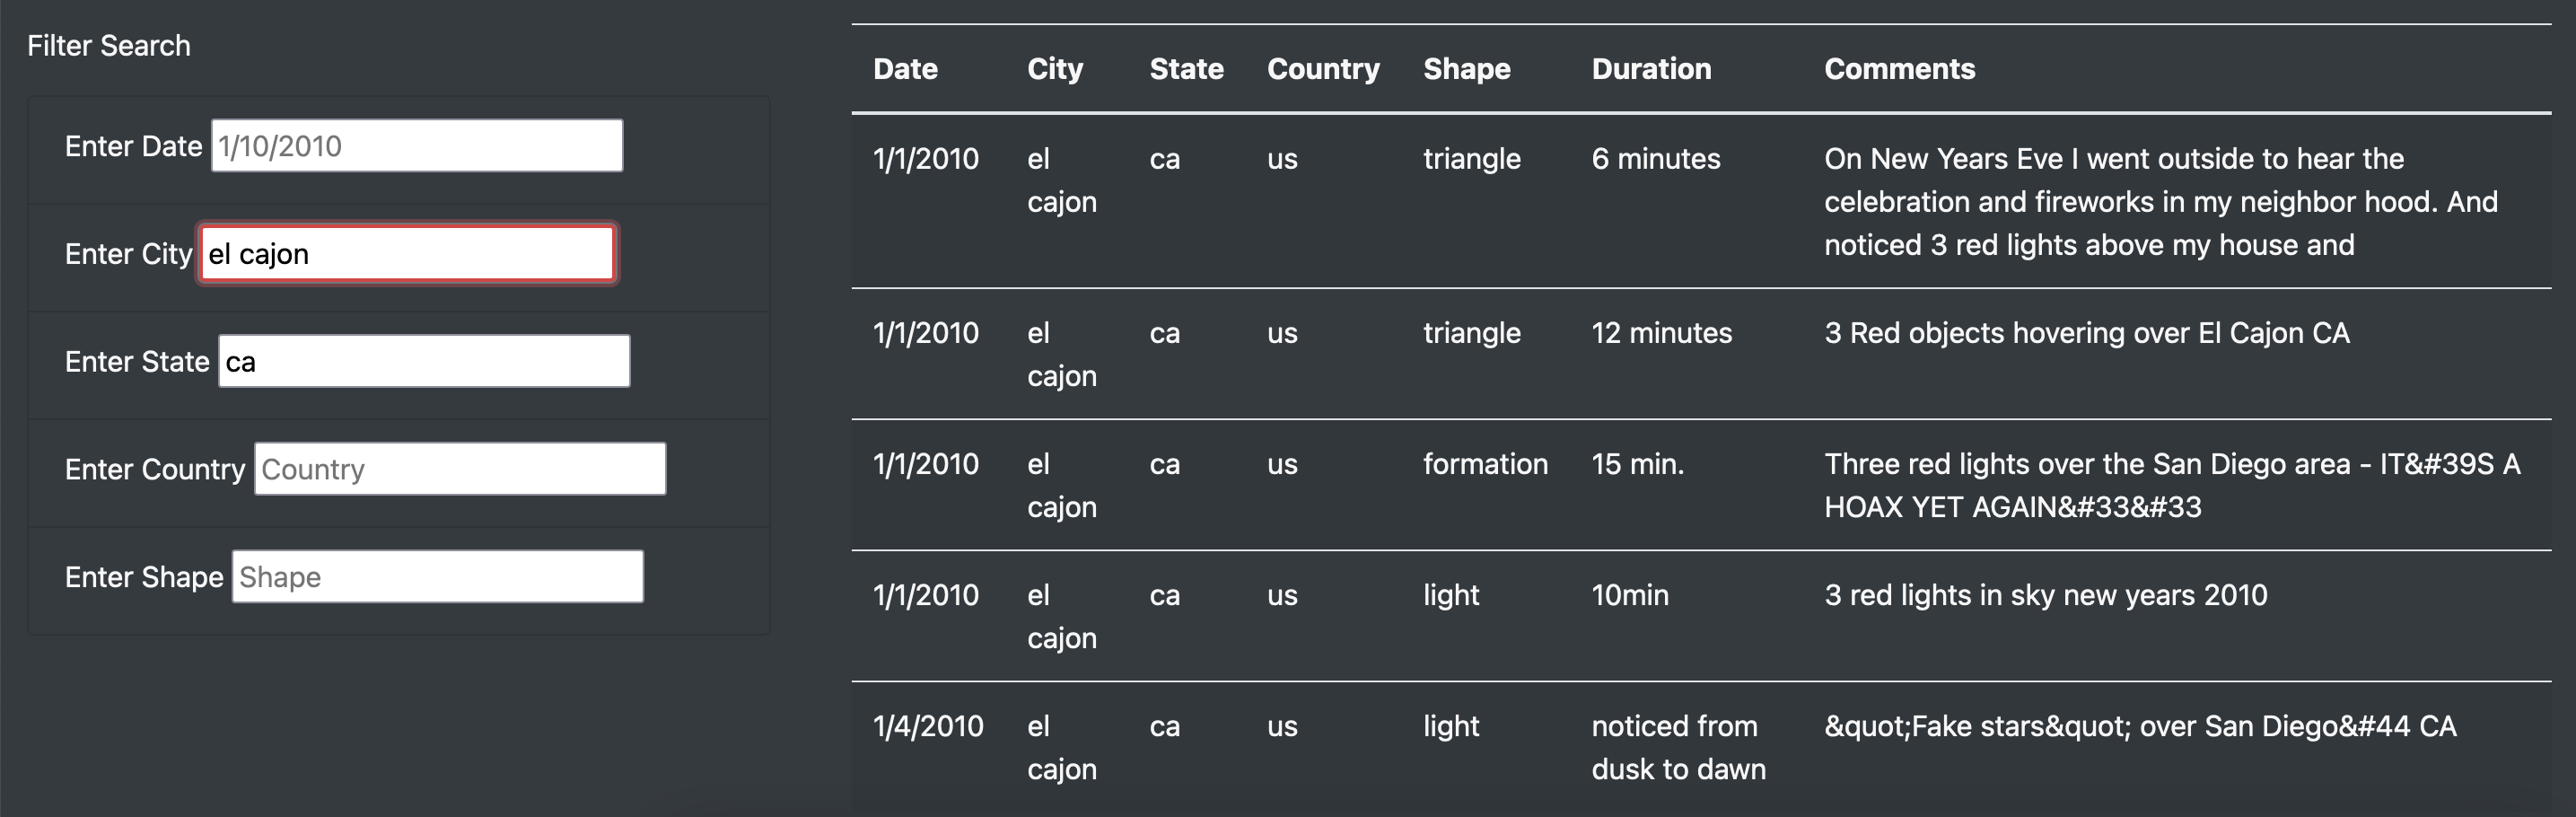 Filter Search
Enter Date 1/10/2010
Enter City el cajon
Enter State ca
Enter Country Country
Enter Shape Shape
Date City State Country Shape Duration Comments
1/1/2010 el ca us triangle 6 minutes On New Years Eve I went outside to hear the
cajon celebration and fireworks in my neighbor hood. And
noticed 3 red lights above my house and
1/1/2010 el ca us triangle 12 minutes 3 Red objects hovering over El Cajon CA
cajon
1/1/2010 el ca us formation 15 min. Three red lights over the San Diego area - IT&#39S A
cajon HOAX YET AGAIN&#33&#33
1/1/2010 el ca us light 10min 3 red lights in sky new years 2010
cajon
1/4/2010 el ca us light noticed from &quot;Fake stars&quot; over San Diego&#44 CA
cajon dusk to dawn